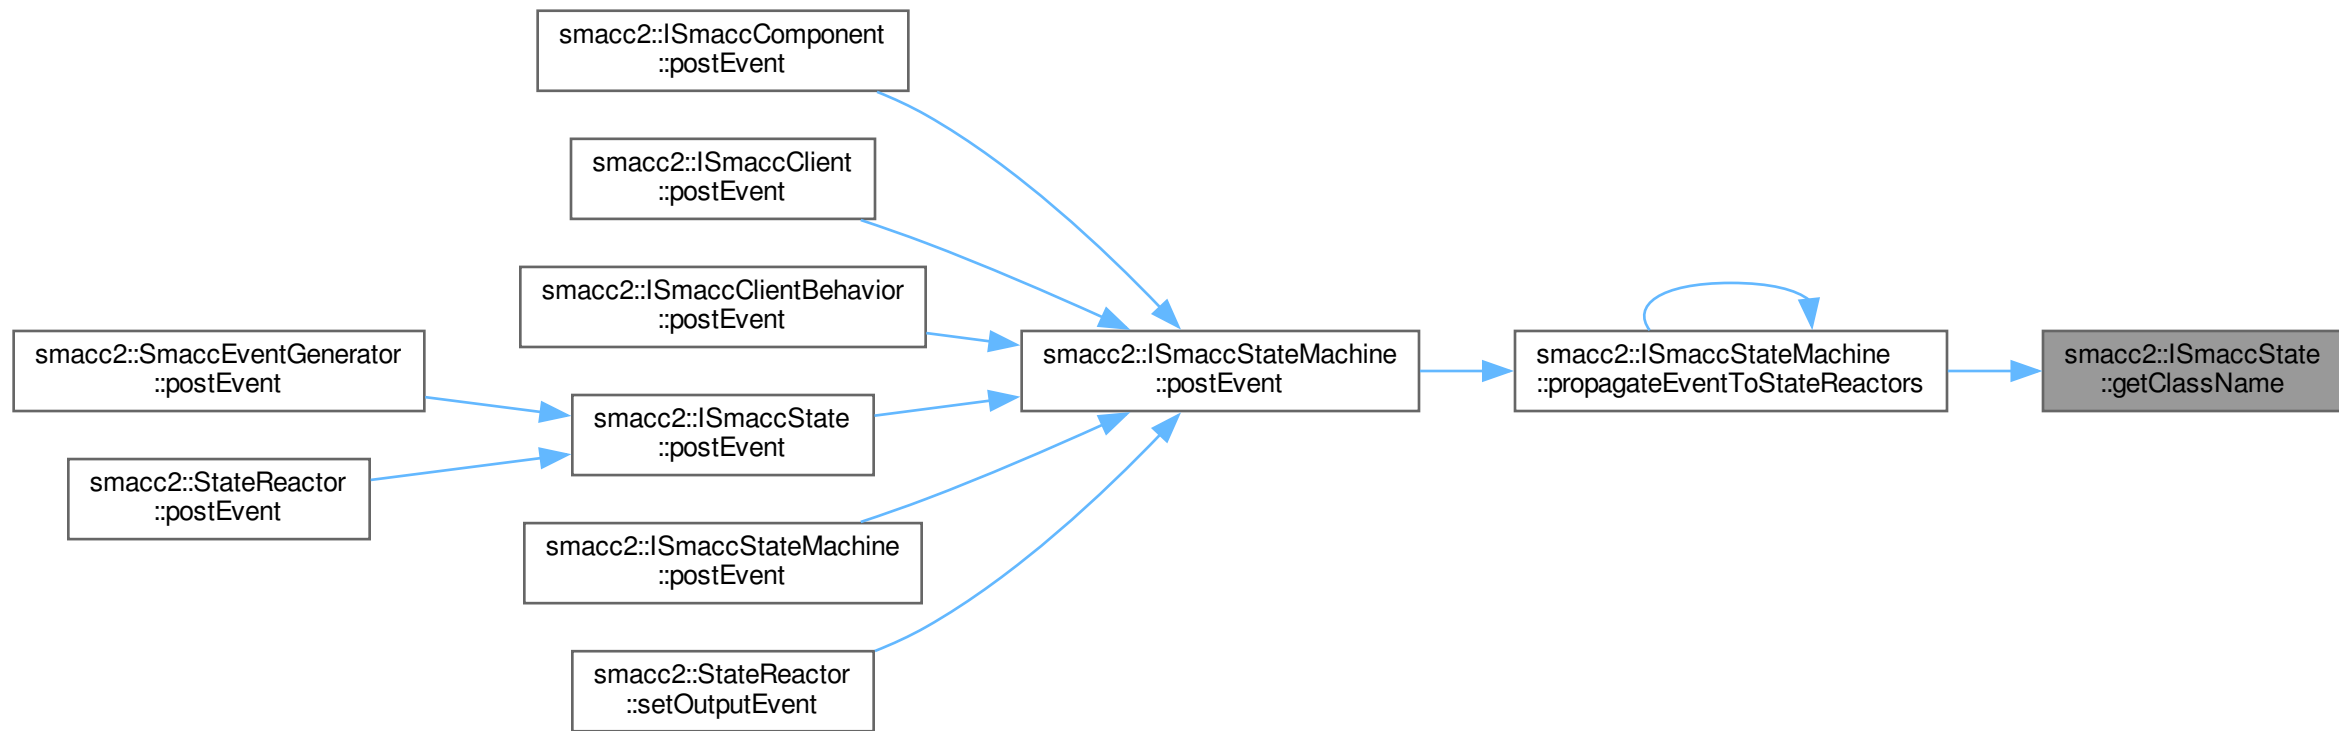 smacc2::ISmaccComponent
::postEvent
smacc2::ISmaccClient
::postEvent
smacc2::ISmaccClientBehavior
::postEvent
smacc2::SmaccEventGenerator
::postEvent
smacc2::ISmaccStateMachine
::postEvent
smacc2::ISmaccStateMachine
::propagateEventToStateReactors
smacc2::ISmaccState
::getClassName
smacc2::ISmaccState
::postEvent
smacc2::StateReactor
::postEvent
smacc2::ISmaccStateMachine
::postEvent
smacc2::StateReactor
::setOutputEvent